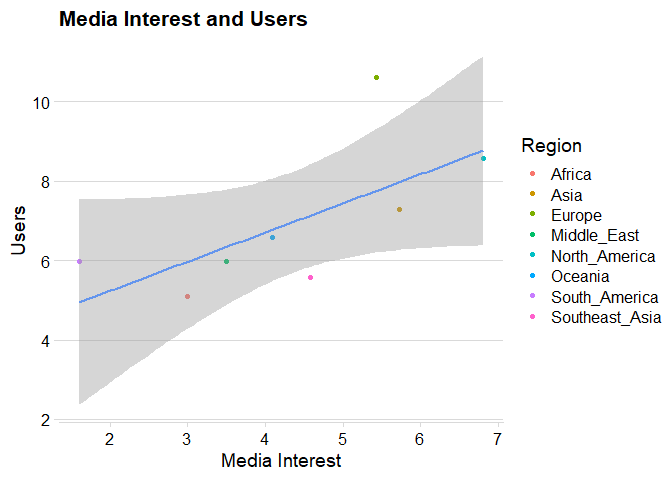 Media Interest and Users
Users
10
8
6
4
2
2 3 4 5 6 7
Media Interest
Region
Africa
Asia
Europe
Middle_East
North_America
Oceania
South_America
Southeast_Asia